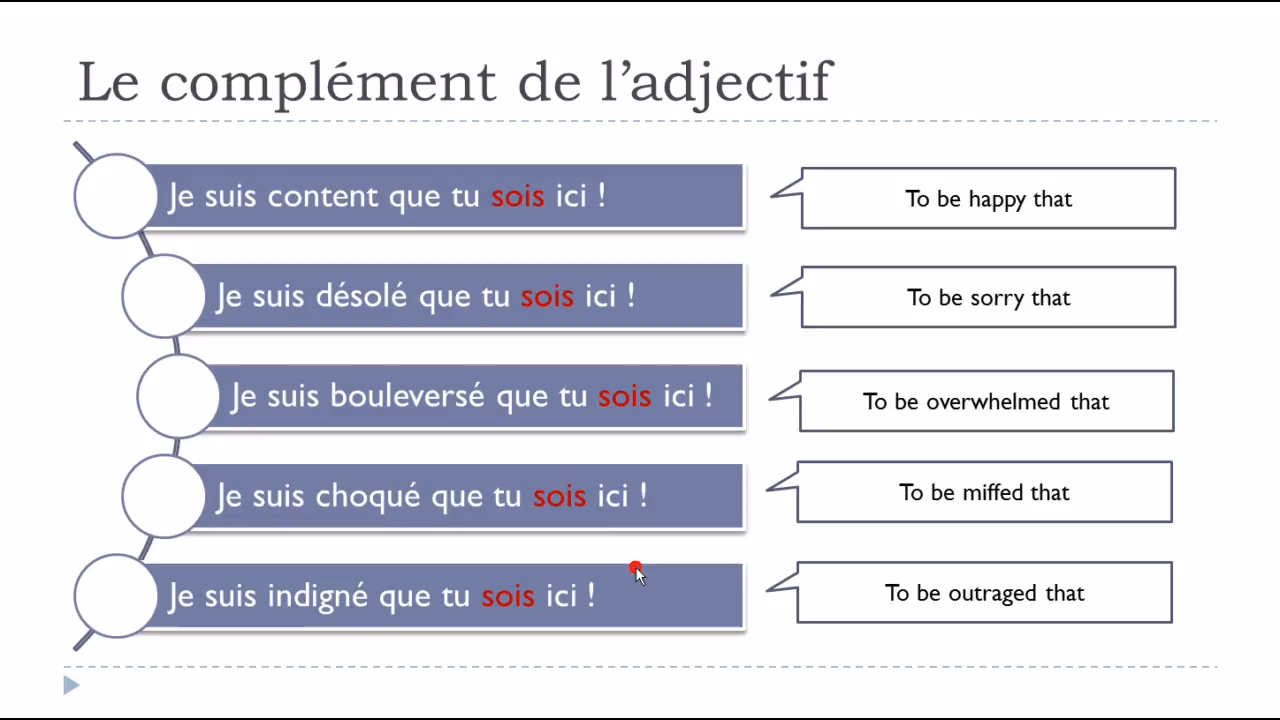 Le complément de l’adjectif
Je suis content que tu sois ici !
To be happy that
Je suis désolé que tu sois ici !
To be sorry that
Je suis bouleversé que tu sois ici !
To be overwhelmed that
Je suis choqué que tu sois ici !
To be miffed that
Je suis indigné que tu sois ici !
To be outraged that